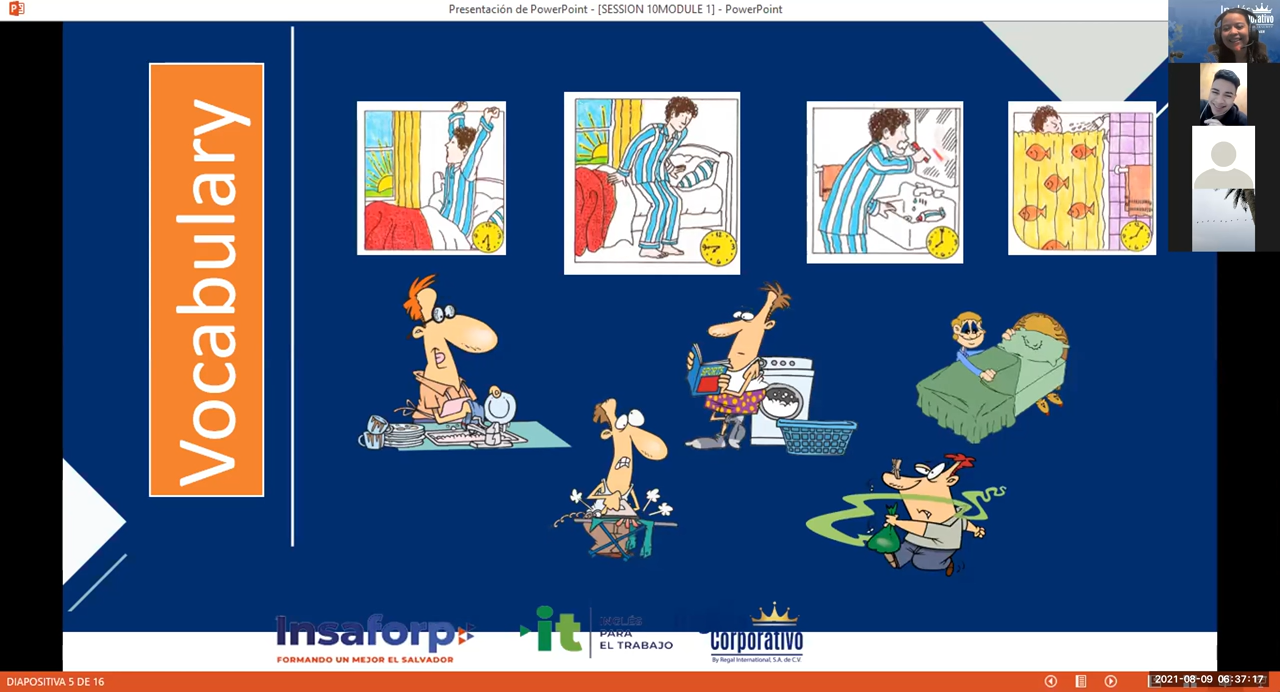 Presentación de PowerPoint - [SESSION 10MODULE 1] - PowerPoint
Vocabulary
SPORTS
Insaforp
FORMANDO UN MEJOR EL SALVADOR
it
INGLÉS
PARA
EL TRABAJO
Corporativo
By Regal International, S.A. de C.V.
DIAPOSITIVA 5 DE 16
2021-08-09 06:37:17